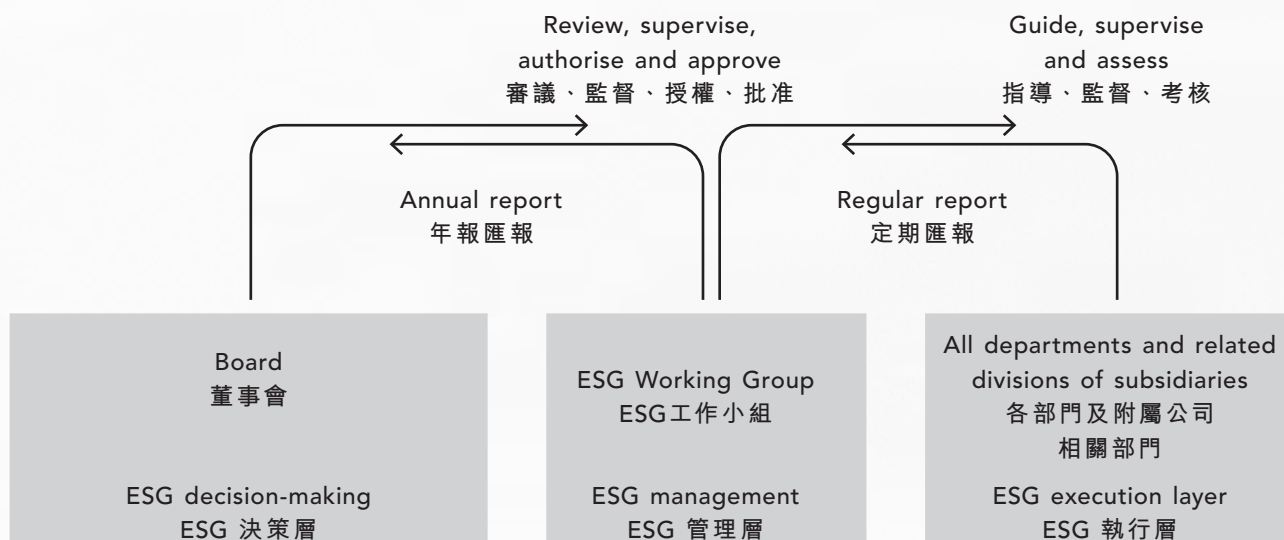 Review, supervise,
authorise and approve
審議、監督、授權、批准
Guide, supervise
and assess
指導、監督、考核
Annual report
年報匯報
Regular report
定期匯報
Board
董事會
ESG decision-making
ESG 決策層
ESG Working Group
ESG工作小組
ESG management
ESG 管理層
All departments and related
divisions of subsidiaries
各部門及附屬公司
相關部門
ESG execution layer
ESG 執行層